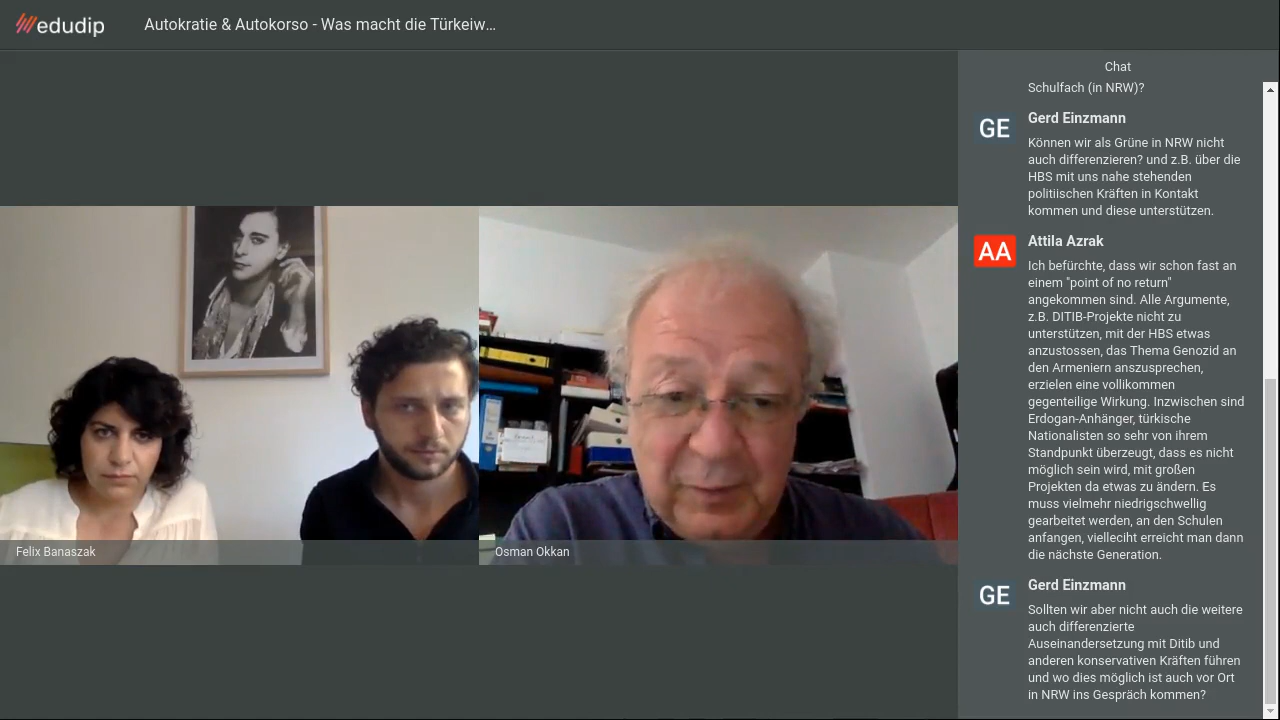 edudip
Autokratie & Autokorso - Was macht die Türkeiw...
Chat
Schulfach (in NRW)?
GE
Gerd Einzmann
Können wir als Grüne in NRW nicht
auch differenzieren? und z.B. über die
HBS mit uns nahe stehenden
politiischen Kräften in Kontakt
kommen und diese unterstützen.
AA
Attila Azrak
Ich befürchte, dass wir schon fast an
einem "point of no return"
angekommen sind. Alle Argumente,
z.B. DITIB-Projekte nicht zu
unterstützen, mit der HBS etwas
anzustossen, das Thema Genozid an
den Armeniern anszusprechen,
erzielen eine vollikommen
gegenteilige Wirkung. Inzwischen sind
Erdogan-Anhänger, türkische
Nationalisten so sehr von ihrem
Standpunkt überzeugt, dass es nicht
möglich sein wird, mit großen
Projekten da etwas zu ändern. Es
muss vielmehr niedrigschwellig
gearbeitet werden, an den Schulen
anfangen, vielleciht erreicht man dann
die nächste Generation.
GE
Gerd Einzmann
Sollten wir aber nicht auch die weitere
auch differenzierte
Auseinandersetzung mit Ditib und
anderen konservativen Kräften führen
und wo dies möglich ist auch vor Ort
in NRW ins Gespräch kommen?
Felix Banaszak
Osman Okkan